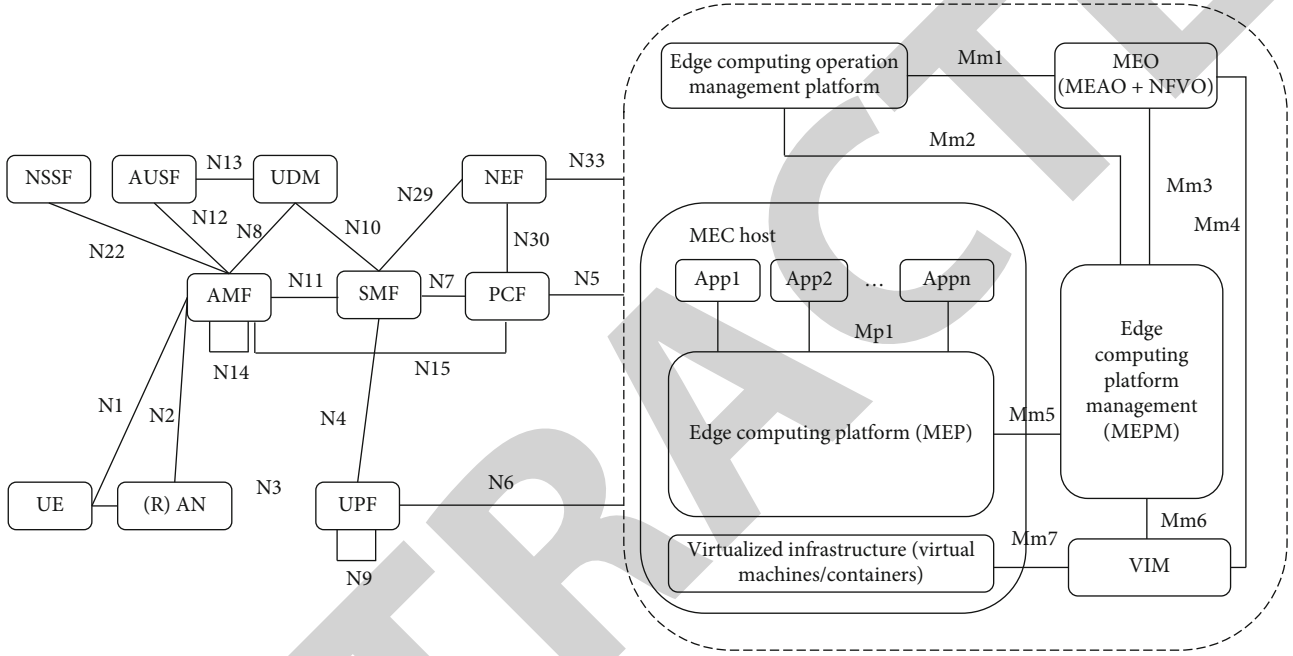 Edge computing operation
management platform
Mm1
MEO
(MEAO + NFVO)
Mm2
Mm3
Mm4
NSSF
AUSF
N13
UDM
N29
NEF
N33
N22
N12
N8
N10
N30
MEC host
AMF
N11
SMF
N7
PCF
N5
App1
App2
...
Appn
N14
N15
Mp1
Edge
computing
platform
management
(MEPM)
N1
N2
N4
Edge computing platform (MEP)
Mm5
UE
(R) AN
N3
UPF
N6
N9
Mm6
Virtualized infrastructure (virtual
machines/containers)
Mm7
VIM
TRACTE